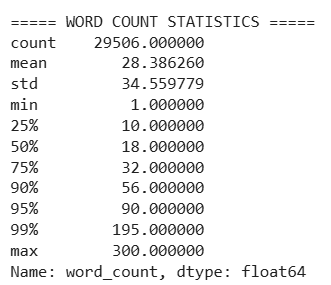 ===== WORD COUNT STATISTICS =====
count    29506.000000
mean        28.386260
std         34.559779
min          1.000000
25%         10.000000
50%         18.000000
75%         32.000000
90%         56.000000
95%         90.000000
99%        195.000000
max        300.000000
Name: word_count, dtype: float64